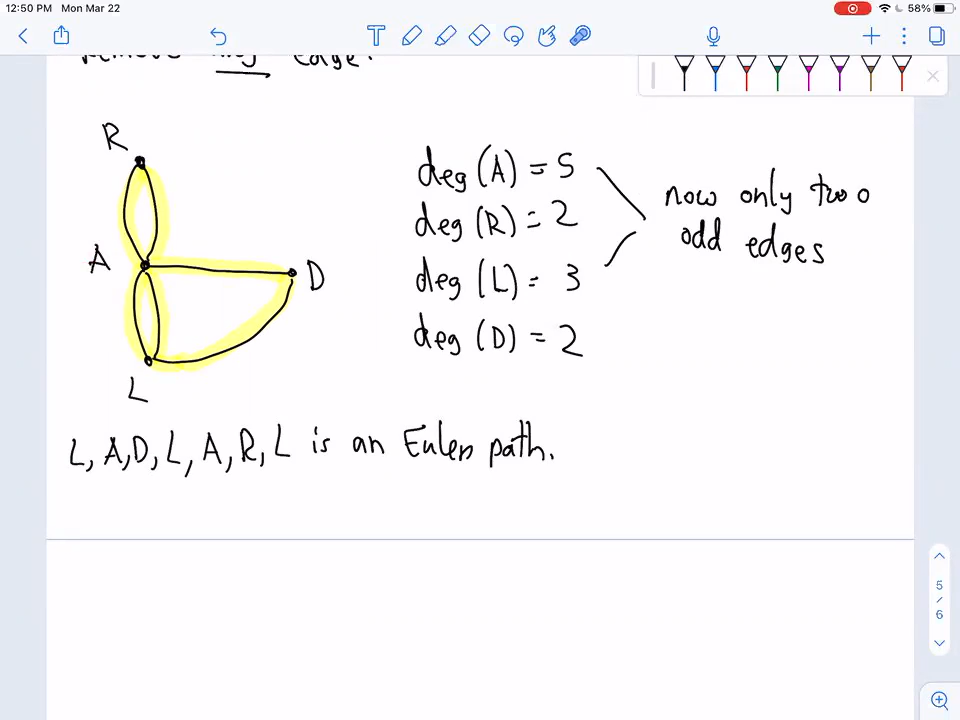 12:50 PM Mon Mar 22
58%
edge.
R
A
D
L
deg (A) = 5
deg (R) = 2
deg (L) = 3
deg (D) = 2
now only two
odd edges
L, A, D, L, A, R, L is an Euler path.
5
/
6